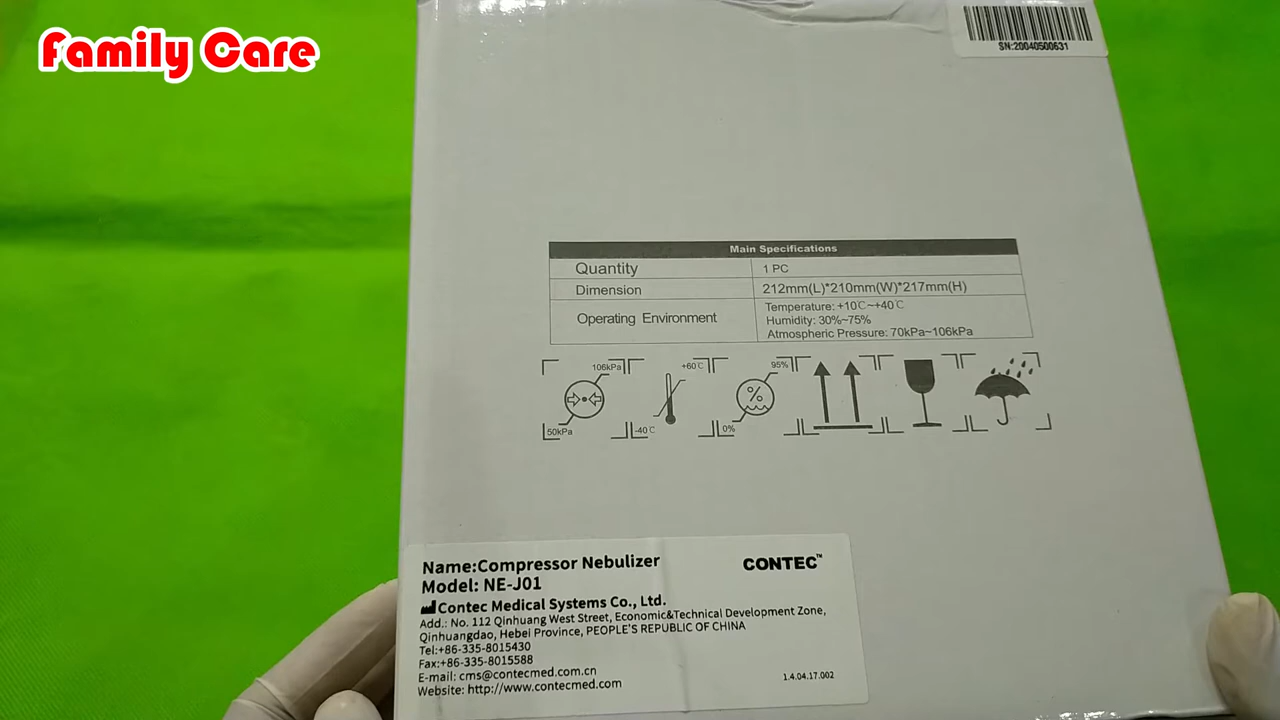 Family Care
SN:20040500631
Main Specifications
Quantity 1 PC
Dimension 212mm(L)*210mm(W)*217mm(H)
Operating Environment Temperature: +10℃~+40℃
Humidity: 30%~75%
Atmospheric Pressure: 70kPa~106kPa
106kPa +60℃ 95%
%
50kPa -40℃ 0%
Name:Compressor Nebulizer
CONTEC™
Model: NE-J01
Contec Medical Systems Co., Ltd.
Add.: No. 112 Qinhuang West Street, Economic&Technical Development Zone,
Qinhuangdao, Hebei Province, PEOPLE'S REPUBLIC OF CHINA
Tel:+86-335-8015430
Fax:+86-335-8015588
E-mail: cms@contecmed.com.cn
Website: http://www.contecmed.com
1.4.04.17.002